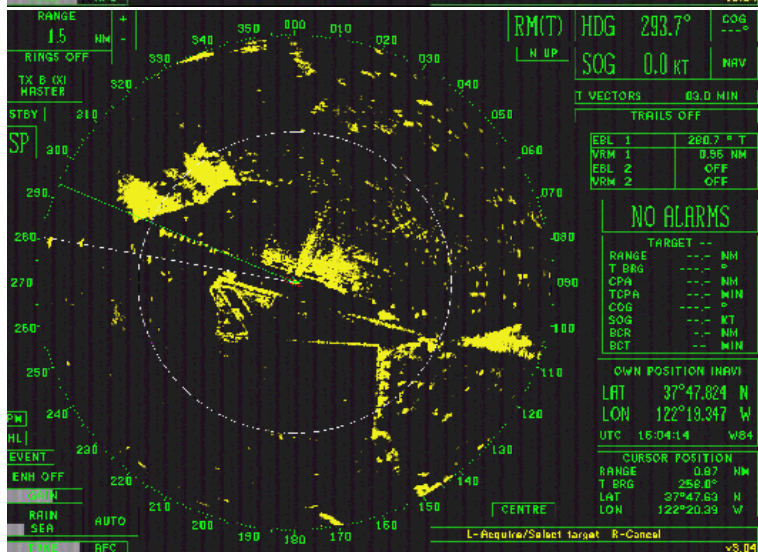 RANGE
1.5 NM
+
-
RINGS OFF
TX B (X)
MASTER
STBY
SP
000
010
020
030
040
050
060
070
080
090
100
110
120
130
140
150
160
180
190
200
210
220
230
240
250
260
270
280
290
300
310
320
330
RM(T)
N UP
HDG 293.7°
COG
---°
SOG 0.0 KT
NAV
T VECTORS 03.0 MIN
TRAILS OFF
EBL 1 280.7 ° T
VRM 1 0.95 NM
EBL 2 OFF
VRM 2 OFF
NO ALARMS
TARGET --
RANGE --.- NM
T BRG ---.- °
CPA --.- NM
TCPA --.- MIN
COG ---.- °
SOG --.- KT
BCR --.- NM
BCT -- MIN
OWN POSITION (NAV)
LAT 37°47.824 N
LON 122°19.347 W
UTC 16:04:14 W84
CURSOR POSITION
RANGE 0.87 NM
T BRG 256.0°
LAT 37°47.63 N
LON 122°20.39 W
PM
HL
EVENT
ENH OFF
GAIN
RAIN
SEA
AUTO
AFC
CENTRE
L-Acquire/Select target R-Cancel
v3.04